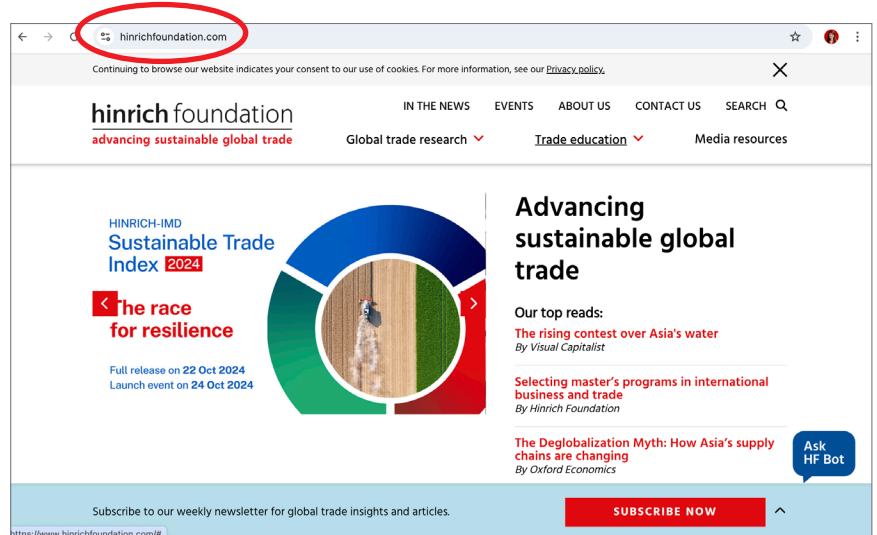 hinrichfoundation.com
Continuing to browse our website indicates your consent to our use of cookies. For more information, see our Privacy policy.
IN THE NEWS EVENTS ABOUT US CONTACT US SEARCH
hinrich foundation
advancing sustainable global trade
Global trade research Trade education Media resources
HINRICH-IMD
Sustainable Trade
Index 2024
The race
for resilience
Full release on 22 Oct 2024
Launch event on 24 Oct 2024
Advancing
sustainable global
trade
Our top reads:
The rising contest over Asia's water
By Visual Capitalist
Selecting master's programs in international
business and trade
By Hinrich Foundation
The Deglobalization Myth: How Asia's supply
chains are changing
By Oxford Economics
Ask
HF Bot
Subscribe to our weekly newsletter for global trade insights and articles.
SUBSCRIBE NOW
https://www.hinrichfoundation.com/#